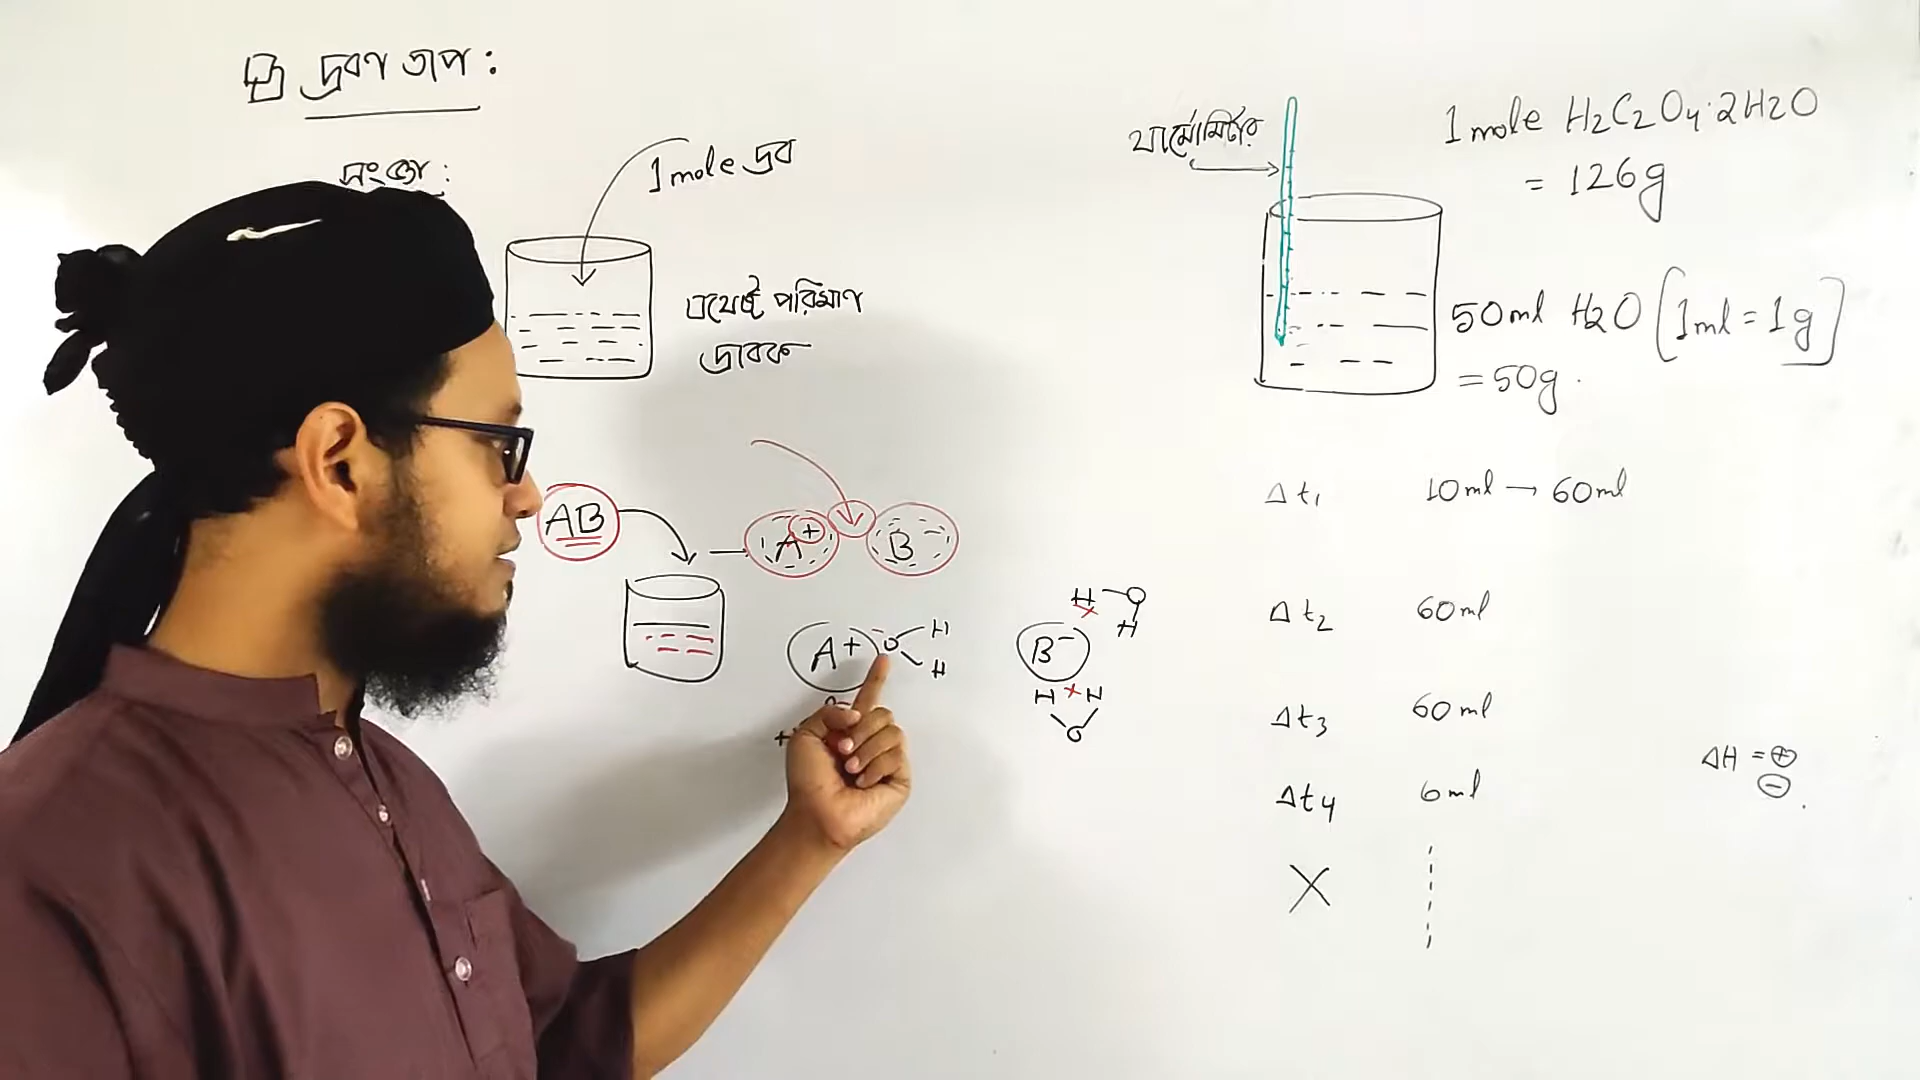 দ্রবণ তাপ :
সংজ্ঞা :
1 mole দ্রব
যথেষ্ট পরিমাণ
দ্রাবক
AB
A+
B-
A+
O
H
H
B-
H
O
H
H H
O
থার্মোমিটার
1 mole H2C2O4·2H2O
= 126g
50ml H2O [1ml = 1g]
= 50g.
Δt1 10ml → 60ml
Δt2 60ml
Δt3 60ml
Δt4 6ml
ΔH = +
-